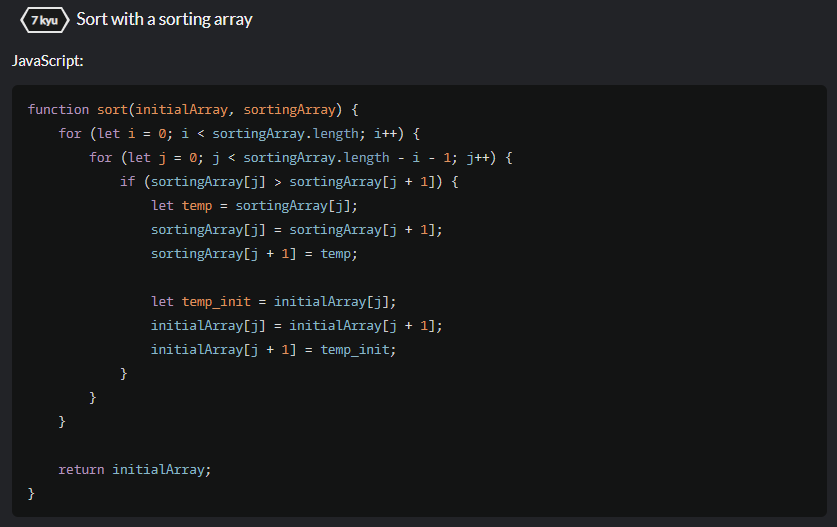 7 kyu Sort with a sorting array
JavaScript:
function sort(initialArray, sortingArray) {
    for (let i = 0; i < sortingArray.length; i++) {
        for (let j = 0; j < sortingArray.length - i - 1; j++) {
            if (sortingArray[j] > sortingArray[j + 1]) {
                let temp = sortingArray[j];
                sortingArray[j] = sortingArray[j + 1];
                sortingArray[j + 1] = temp;

                let temp_init = initialArray[j];
                initialArray[j] = initialArray[j + 1];
                initialArray[j + 1] = temp_init;
            }
        }
    }

    return initialArray;
}